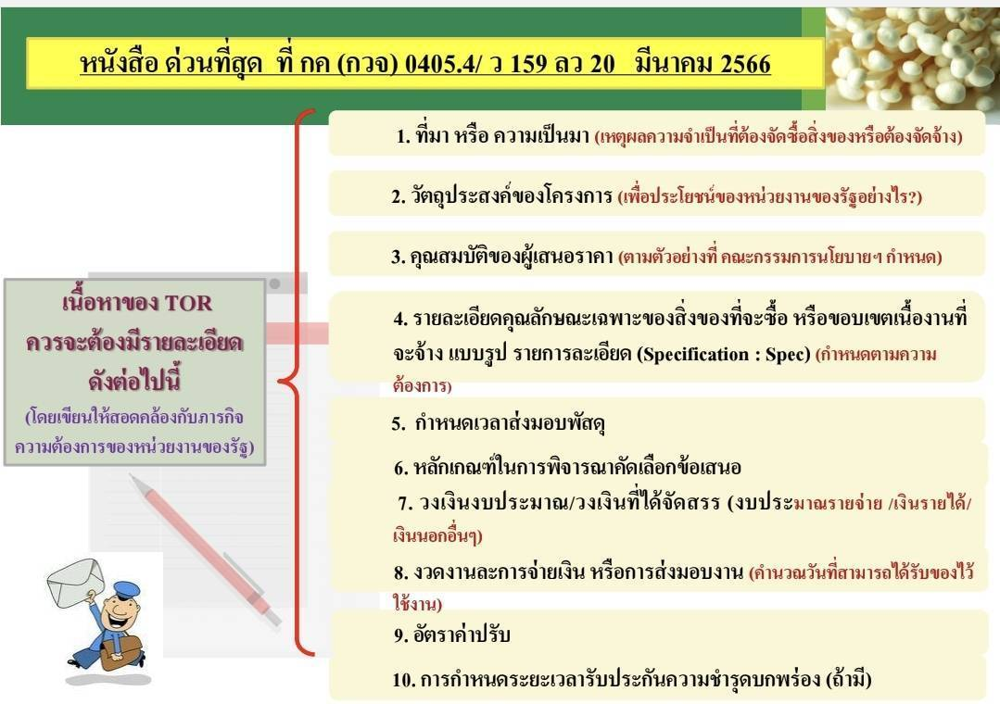 หนังสือ ด่วนที่สุด ที่ กค (กวจ) 0405.4/ ว 159 ลว 20 มีนาคม 2566
เนื้อหาของ TOR
ควรจะต้องมีรายละเอียด
ดังต่อไปนี้
(โดยเขียนให้สอดคล้องกับภารกิจ
ความต้องการของหน่วยงานของรัฐ)
1. ที่มา หรือ ความเป็นมา (เหตุผลความจำเป็นที่ต้องจัดซื้อสิ่งของหรือต้องจัดจ้าง)
2. วัตถุประสงค์ของโครงการ (เพื่อประโยชน์ของหน่วยงานของรัฐอย่างไร?)
3. คุณสมบัติของผู้เสนอราคา (ตามตัวอย่างที่ คณะกรรมการนโยบายฯ กำหนด)
4. รายละเอียดคุณลักษณะเฉพาะของสิ่งของที่จะซื้อ หรือขอบเขตเนื้องานที่
จะจ้าง แบบรูป รายการละเอียด (Specification : Spec) (กำหนดตามความ
ต้องการ)
5. กำหนดเวลาส่งมอบพัสดุ
6. หลักเกณฑ์ในการพิจารณาคัดเลือกข้อเสนอ
7. วงเงินงบประมาณ/วงเงินที่ได้จัดสรร (งบประมาณรายจ่าย /เงินรายได้/
เงินนอกอื่นๆ)
8. งวดงานละการจ่ายเงิน หรือการส่งมอบงาน (คำนวณวันที่สามารถได้รับของไว้
ใช้งาน)
9. อัตราค่าปรับ
10. การกำหนดระยะเวลารับประกันความชำรุดบกพร่อง (ถ้ามี)